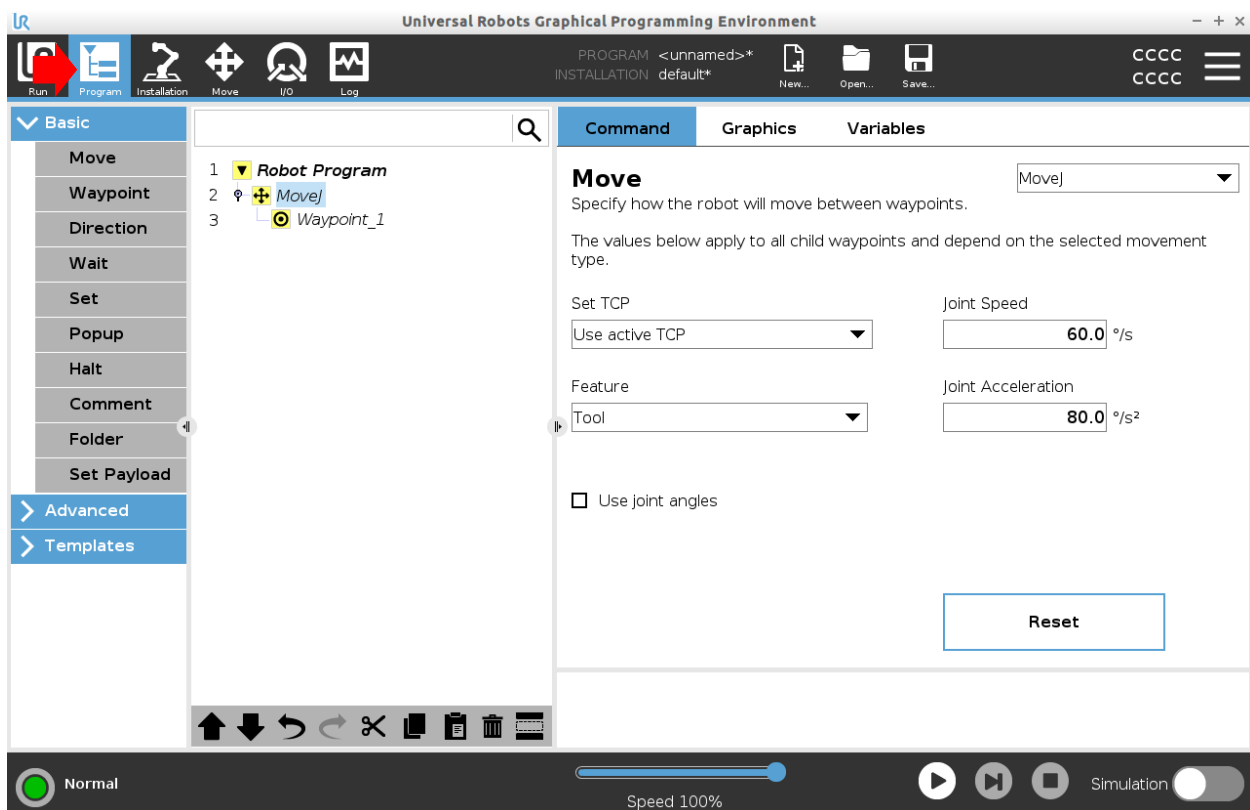 UR
Universal Robots Graphical Programming Environment
PROGRAM <unnamed>*
INSTALLATION default*
CCCC
CCCC
Run
Program
Installation
Move
I/O
Log
New...
Open...
Save...
Basic
Move
Waypoint
Direction
Wait
Set
Popup
Halt
Comment
Folder
Set Payload
Advanced
Templates
1 Robot Program
2 MoveJ
3 Waypoint_1
Command Graphics Variables
Move
MoveJ
Specify how the robot will move between waypoints.
The values below apply to all child waypoints and depend on the selected movement
type.
Set TCP
Use active TCP
Joint Speed
60.0 °/s
Feature
Tool
Joint Acceleration
80.0 °/s²
Use joint angles
Reset
Normal
Speed 100%
Simulation